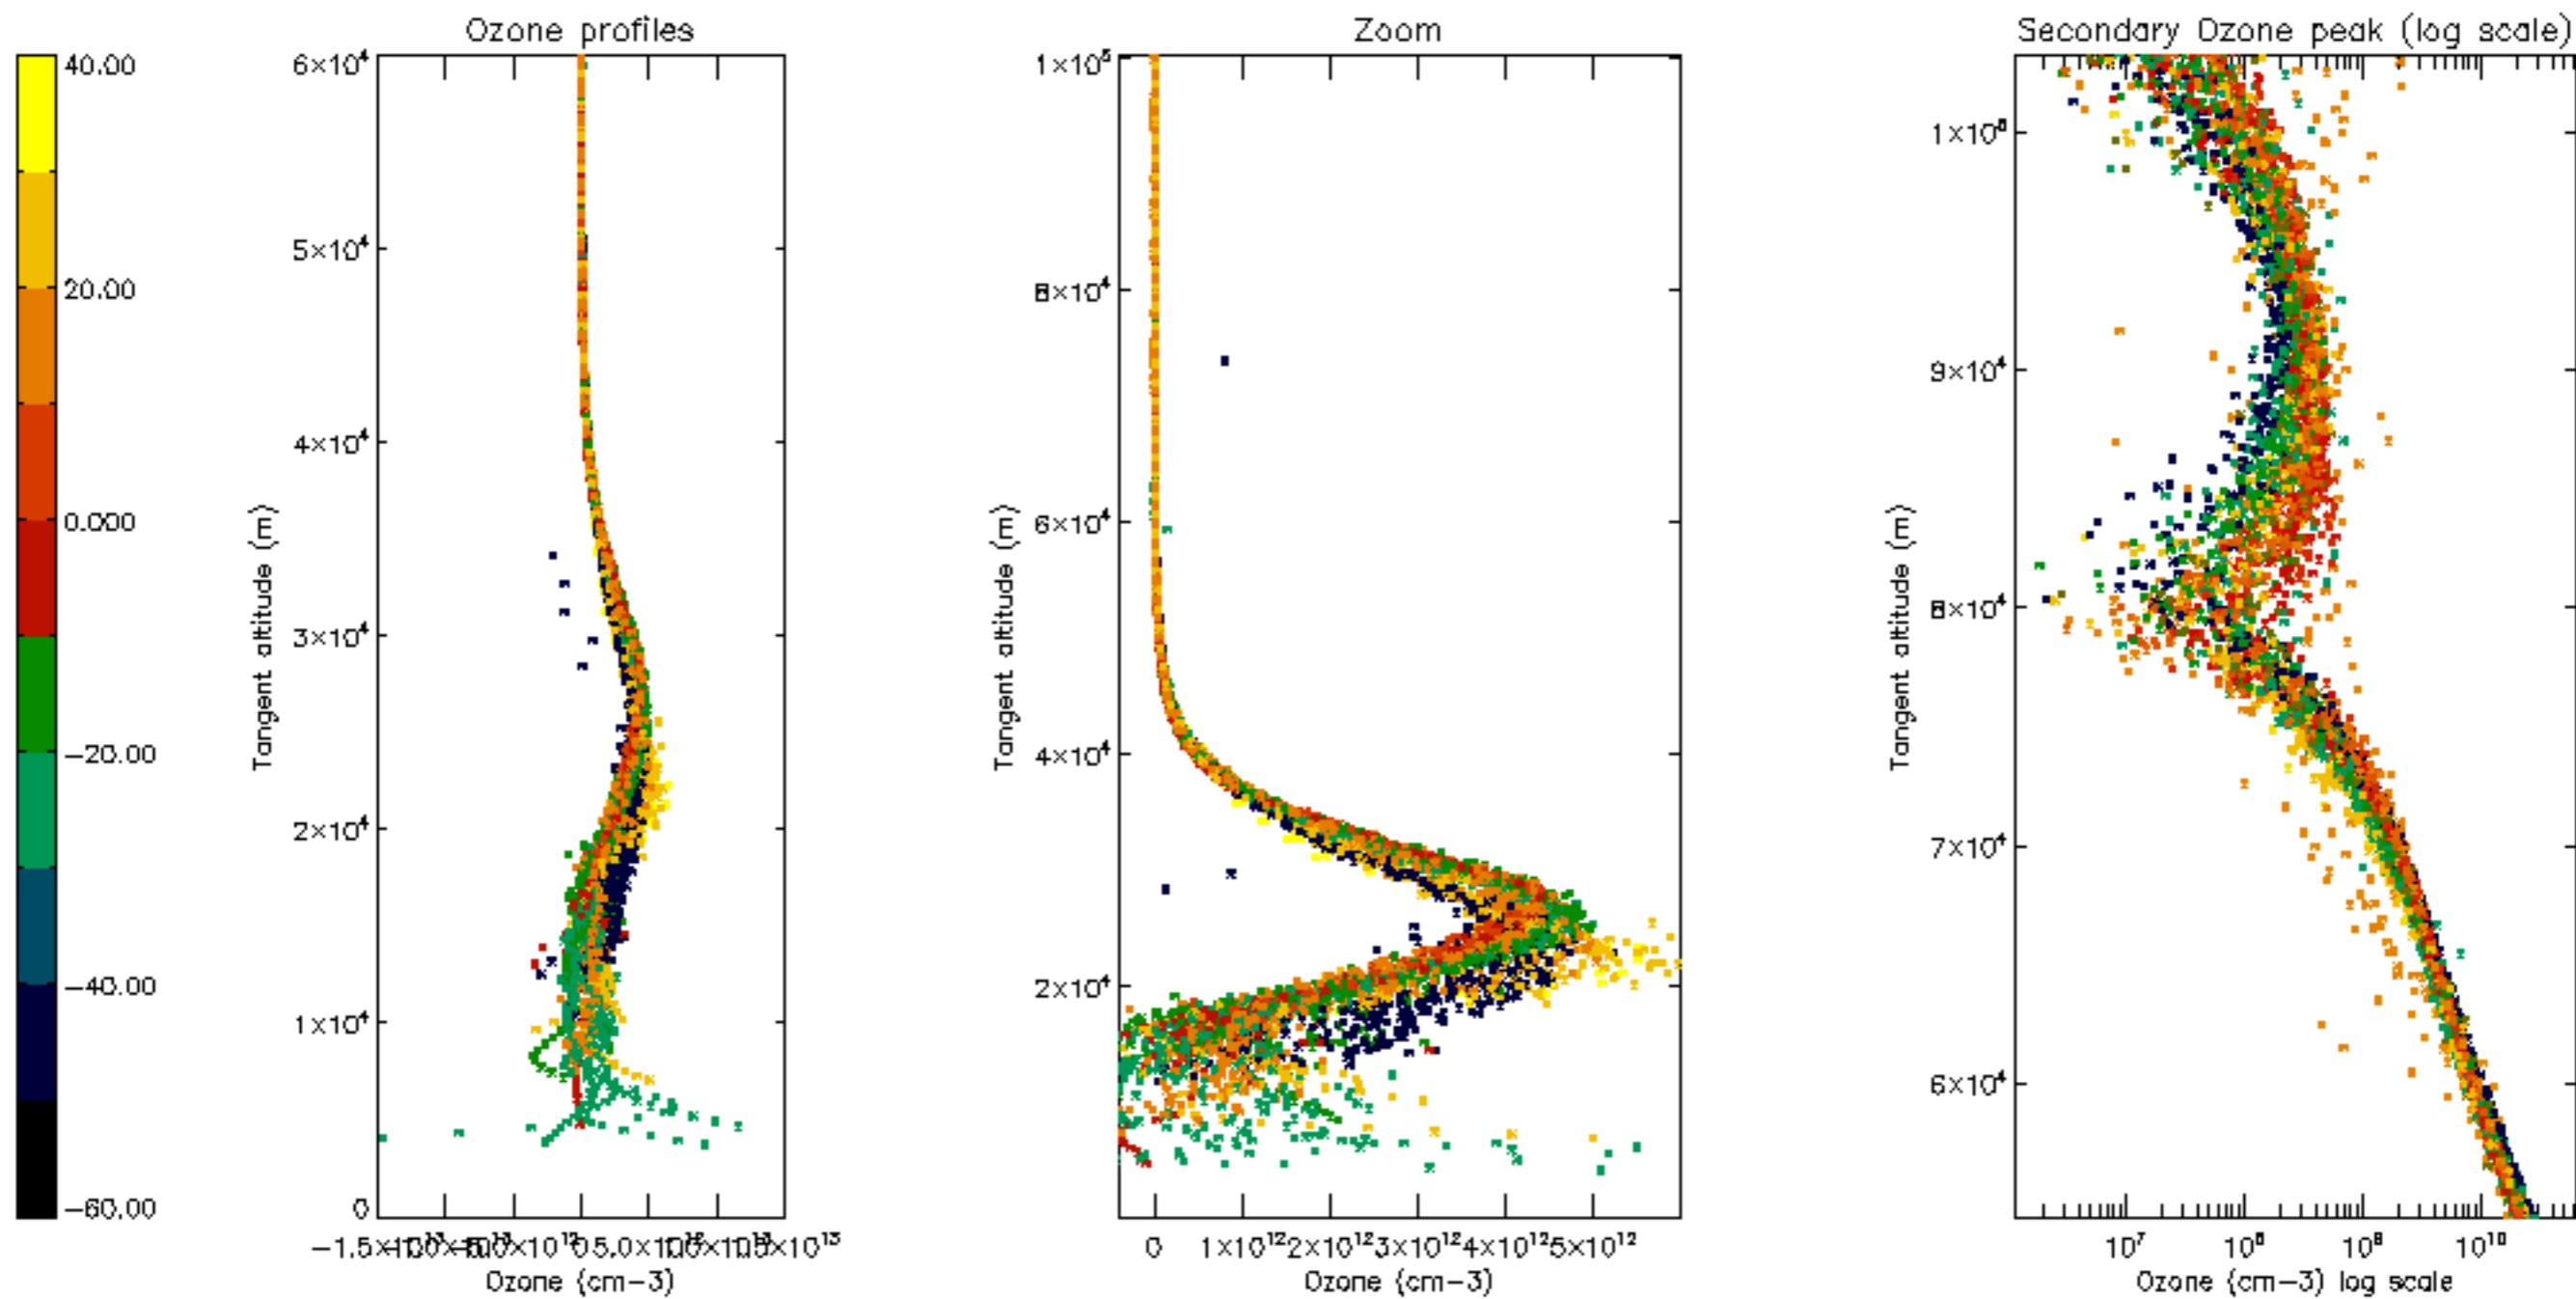 Ozone profiles
Zoom
Secondary Ozone peak (log scale)
40.00
20.00
0.000
−20.00
−40.00
−60.00
6×10⁴
5×10⁴
4×10⁴
3×10⁴
2×10⁴
1×10⁴
0
Tangent altitude (m)
0 5.0×10¹²
Ozone (cm−3)
1×10⁵
8×10⁴
6×10⁴
4×10⁴
2×10⁴
Tangent altitude (m)
0 1×10¹² 2×10¹² 3×10¹² 4×10¹² 5×10¹²
Ozone (cm−3)
9×10⁴
8×10⁴
7×10⁴
6×10⁴
Tangent altitude (m)
10⁷ 10⁸ 10⁹ 10¹⁰
Ozone (cm−3) log scale